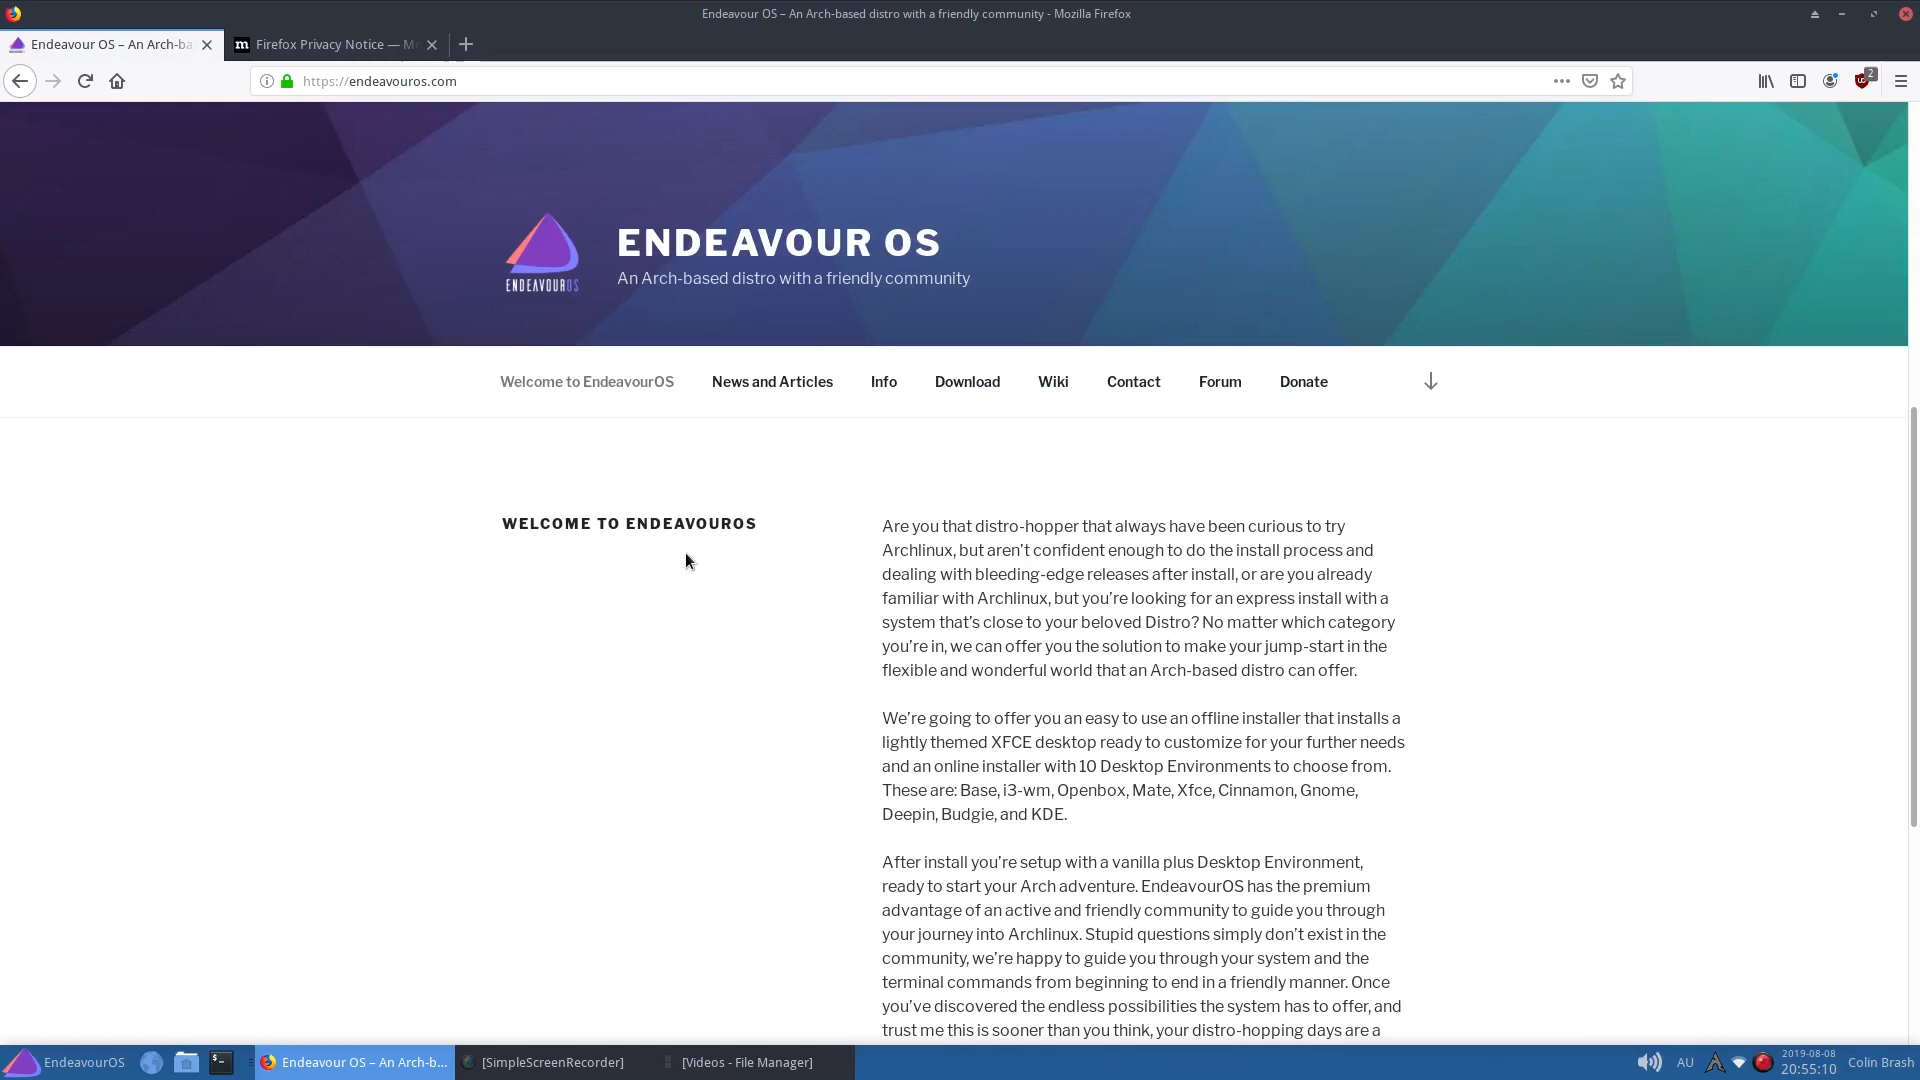 Endeavour OS – An Arch-based distro with a friendly community - Mozilla Firefox
Endeavour OS – An Arch-ba
Firefox Privacy Notice — Mo
https://endeavouros.com
2
ENDEAVOUROS
ENDEAVOUR OS
An Arch-based distro with a friendly community
Welcome to EndeavourOS News and Articles Info Download Wiki Contact Forum Donate
WELCOME TO ENDEAVOUROS
Are you that distro-hopper that always have been curious to try
Archlinux, but aren’t confident enough to do the install process and
dealing with bleeding-edge releases after install, or are you already
familiar with Archlinux, but you’re looking for an express install with a
system that’s close to your beloved Distro? No matter which category
you’re in, we can offer you the solution to make your jump-start in the
flexible and wonderful world that an Arch-based distro can offer.
We’re going to offer you an easy to use an offline installer that installs a
lightly themed XFCE desktop ready to customize for your further needs
and an online installer with 10 Desktop Environments to choose from.
These are: Base, i3-wm, Openbox, Mate, Xfce, Cinnamon, Gnome,
Deepin, Budgie, and KDE.
After install you’re setup with a vanilla plus Desktop Environment,
ready to start your Arch adventure. EndeavourOS has the premium
advantage of an active and friendly community to guide you through
your journey into Archlinux. Stupid questions simply don’t exist in the
community, we’re happy to guide you through your system and the
terminal commands from beginning to end in a friendly manner. Once
you’ve discovered the endless possibilities the system has to offer, and
trust me this is sooner than you think, your distro-hopping days are a
EndeavourOS
Endeavour OS – An Arch-b...
[SimpleScreenRecorder]
[Videos - File Manager]
AU
2019-08-08
20:55:10
Colin Brash